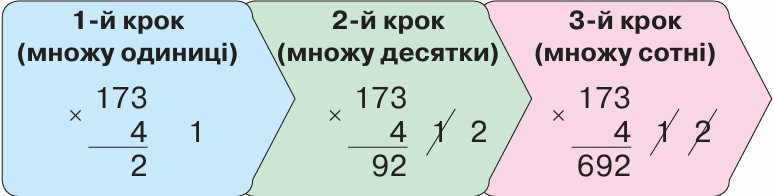 1-й крок
(множу одиниці)
173
×
4 1
2
2-й крок
(множу десятки)
173
×
4 1 2
92
3-й крок
(множу сотні)
173
×
4 1 2
692